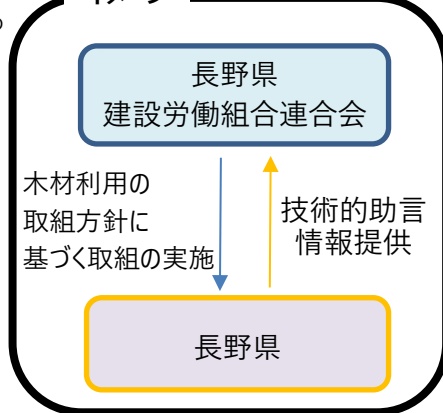 長野県
建設労働組合連合会
木材利用の
取組方針に
基づく取組の実施
技術的助言
情報提供
長野県